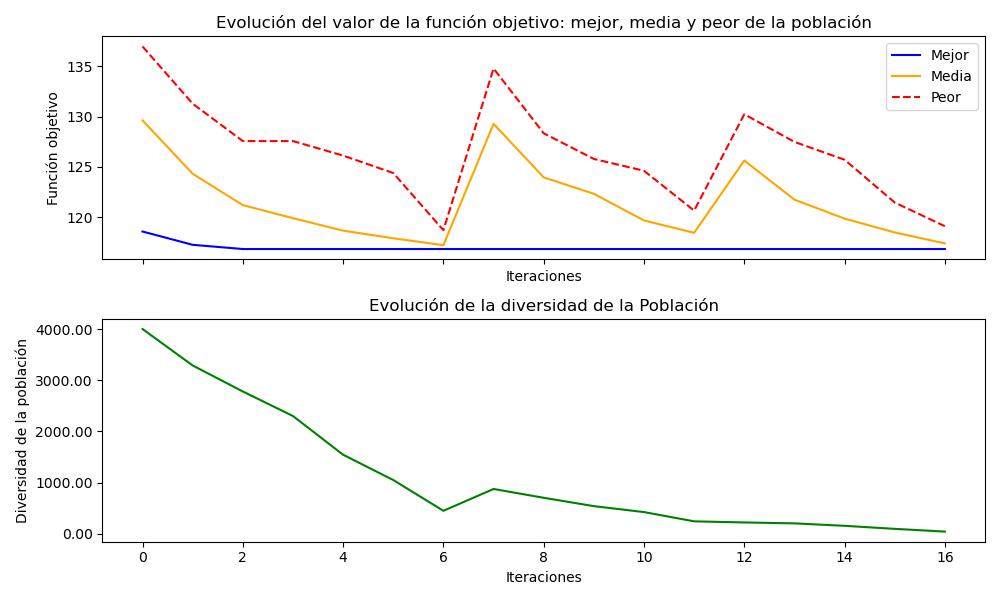 Evolución del valor de la función objetivo: mejor, media y peor de la población
Función objetivo
135
130
125
120
Mejor
Media
Peor
Iteraciones
Evolución de la diversidad de la Población
Diversidad de la población
4000.00
3000.00
2000.00
1000.00
0.00
0 2 4 6 8 10 12 14 16
Iteraciones